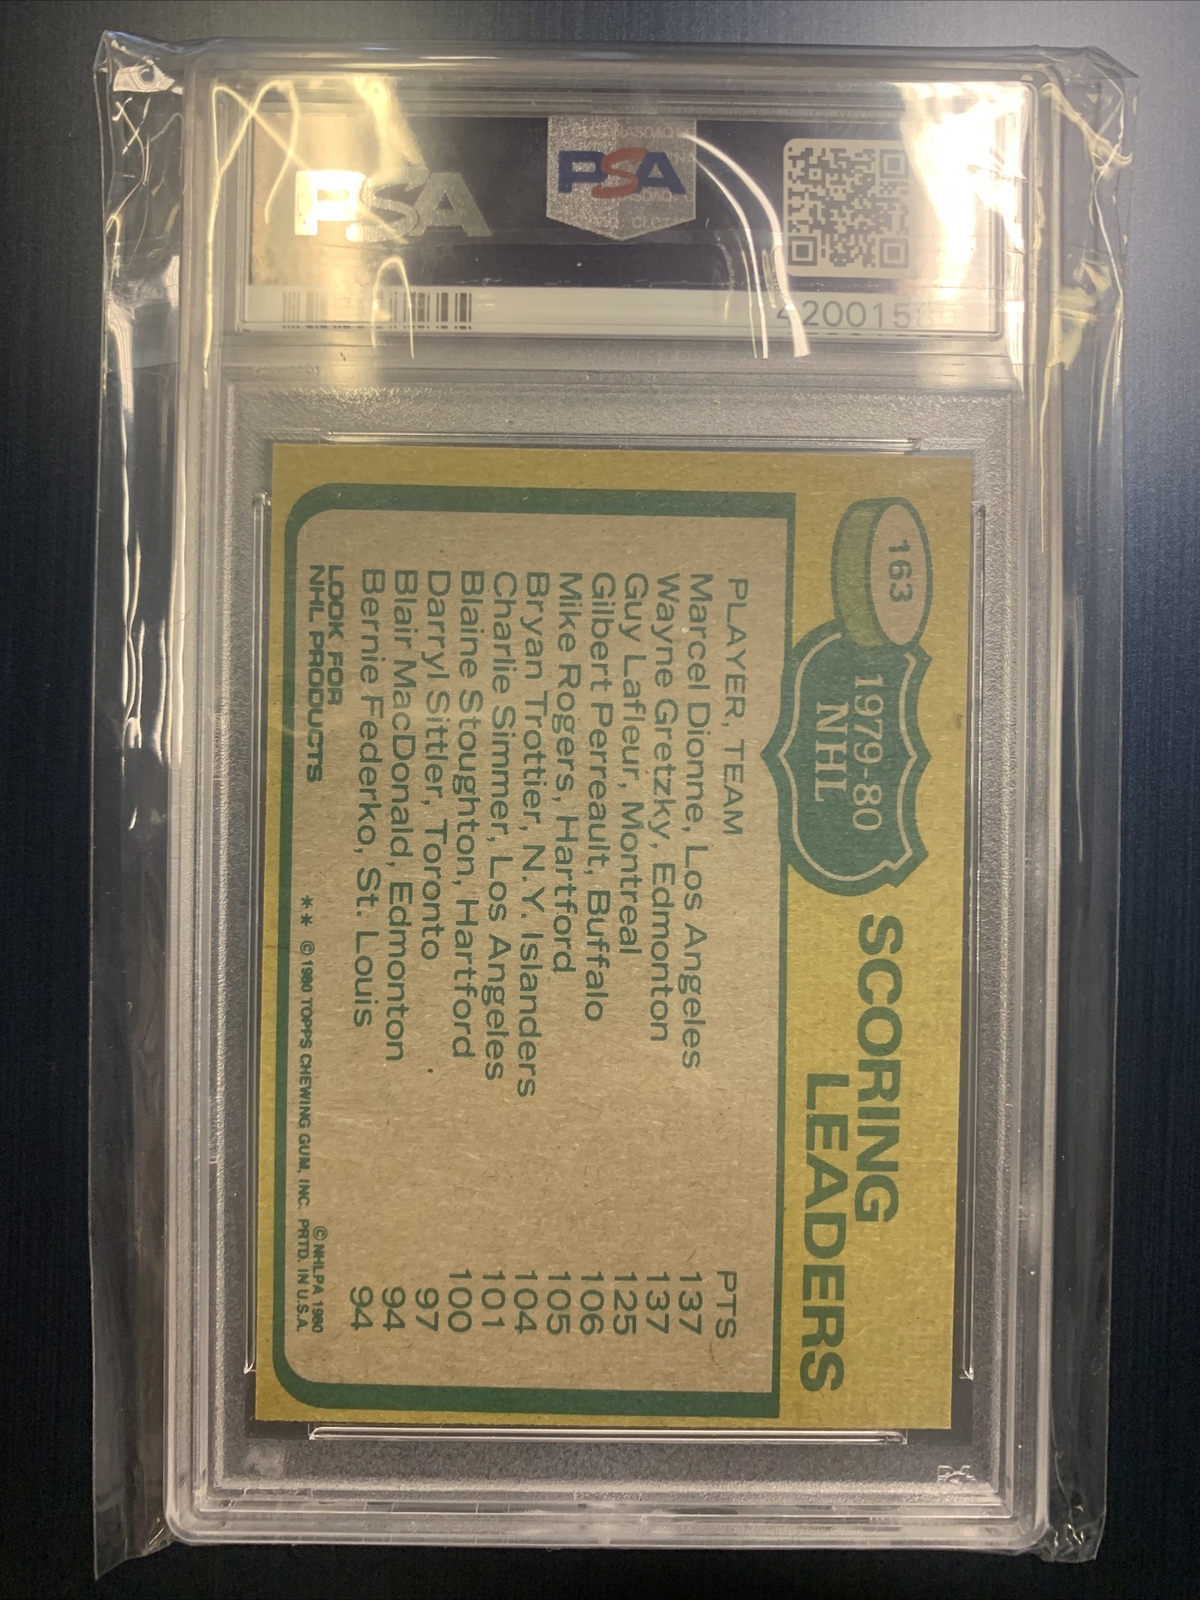 PSA
PSA
163
1979-80
NHL
SCORING
LEADERS
PLAYER, TEAM PTS
Marcel Dionne, Los Angeles 137
Wayne Gretzky, Edmonton 137
Guy Lafleur, Montreal 125
Gilbert Perreault, Buffalo 106
Mike Rogers, Hartford 105
Bryan Trottier, N.Y. Islanders 104
Charlie Simmer, Los Angeles 101
Blaine Stoughton, Hartford 100
Darryl Sittler, Toronto 97
Blair MacDonald, Edmonton 94
Bernie Federko, St. Louis 94
LOOK FOR
NHL PRODUCTS
© NHLPA 1980
** © 1980 TOPPS CHEWING GUM, INC. PRTD. IN U.S.A.